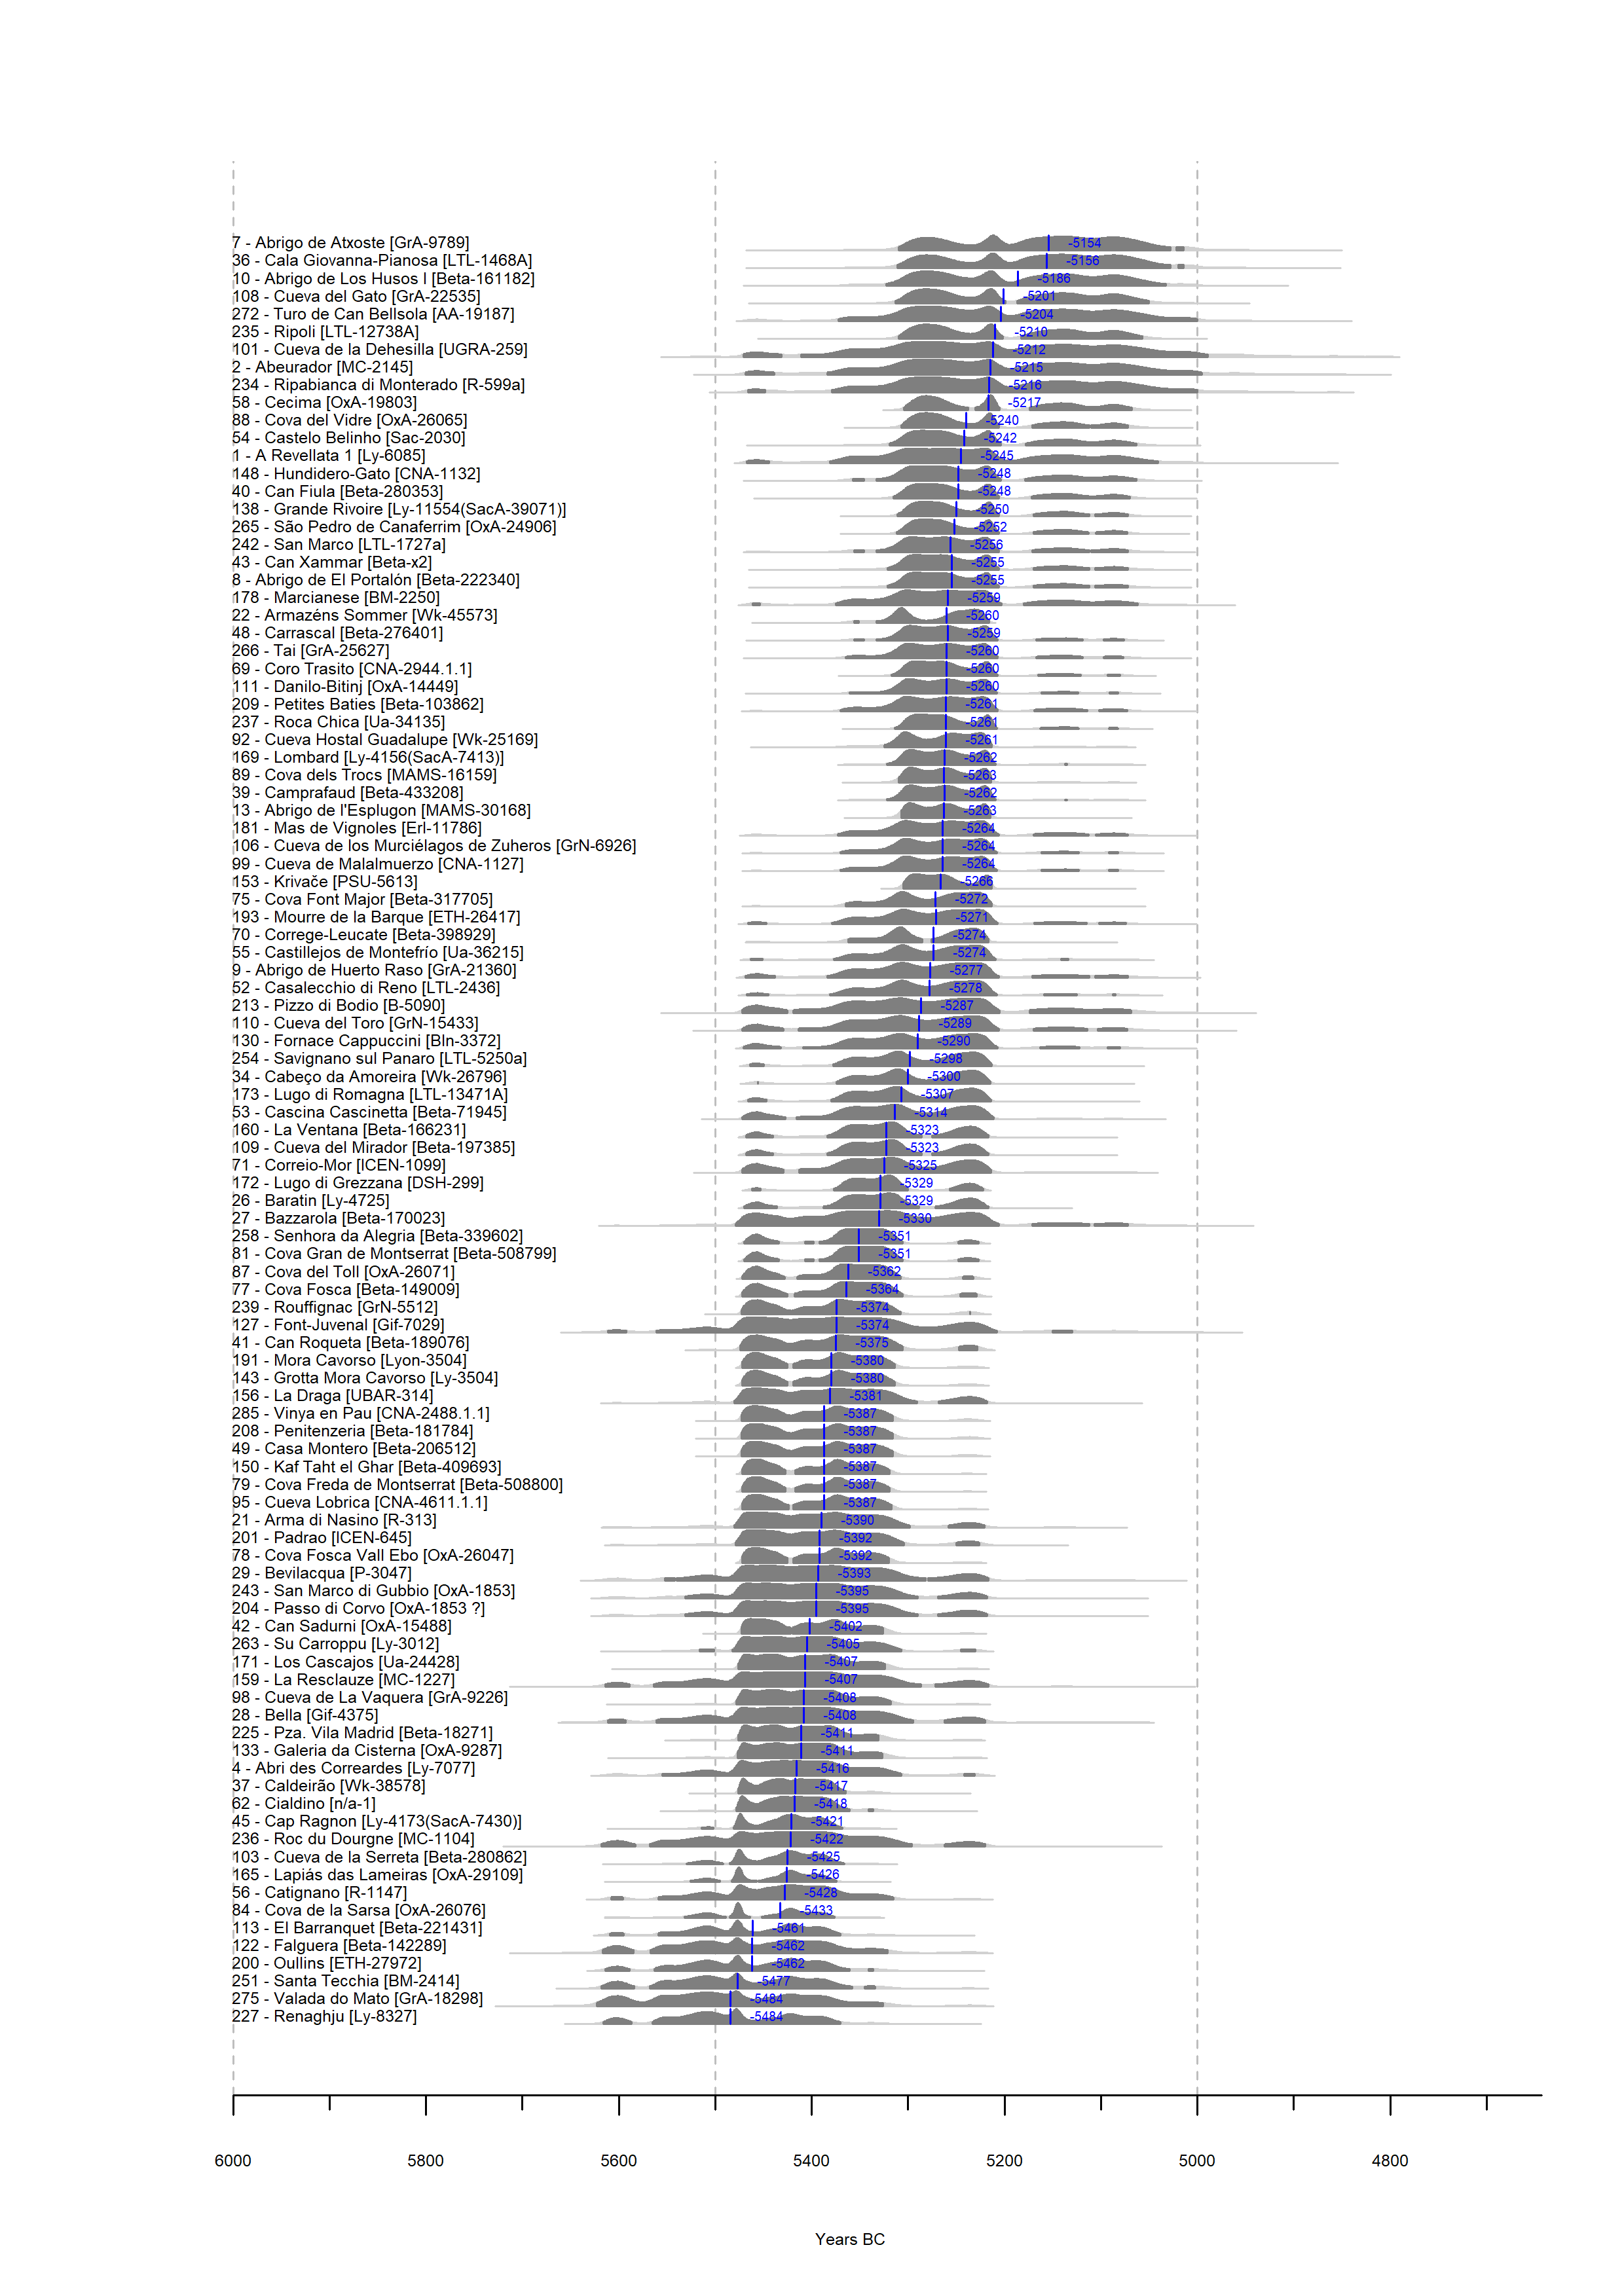 7 - Abrigo de Atxoste [GrA-9789] -5154
36 - Cala Giovanna-Pianosa [LTL-1468A] -5156
10 - Abrigo de Los Husos I [Beta-161182] -5186
108 - Cueva del Gato [GrA-22535] -5201
272 - Turo de Can Bellsola [AA-19187] -5204
235 - Ripoli [LTL-12738A] -5210
101 - Cueva de la Dehesilla [UGRA-259] -5212
2 - Abeurador [MC-2145] -5215
234 - Ripabianca di Monterado [R-599a] -5216
58 - Cecima [OxA-19803] -5217
88 - Cova del Vidre [OxA-26065] -5240
54 - Castelo Belinho [Sac-2030] -5242
1 - A Revellata 1 [Ly-6085] -5245
148 - Hundidero-Gato [CNA-1132] -5248
40 - Can Fiula [Beta-280353] -5248
138 - Grande Rivoire [Ly-11554(SacA-39071)] -5250
265 - São Pedro de Canaferrim [OxA-24906] -5252
242 - San Marco [LTL-1727a] -5256
43 - Can Xammar [Beta-x2] -5255
8 - Abrigo de El Portalón [Beta-222340] -5255
178 - Marcianese [BM-2250] -5259
22 - Armazéns Sommer [Wk-45573] -5260
48 - Carrascal [Beta-276401] -5259
266 - Tai [GrA-25627] -5260
69 - Coro Trasito [CNA-2944.1.1] -5260
111 - Danilo-Bitinj [OxA-14449] -5260
209 - Petites Baties [Beta-103862] -5261
237 - Roca Chica [Ua-34135] -5261
92 - Cueva Hostal Guadalupe [Wk-25169] -5261
169 - Lombard [Ly-4156(SacA-7413)] -5262
89 - Cova dels Trocs [MAMS-16159] -5263
39 - Camprafaud [Beta-433208] -5262
13 - Abrigo de l'Esplugon [MAMS-30168] -5263
181 - Mas de Vignoles [Erl-11786] -5264
106 - Cueva de los Murciélagos de Zuheros [GrN-6926] -5264
99 - Cueva de Malalmuerzo [CNA-1127] -5264
153 - Krivače [PSU-5613] -5266
75 - Cova Font Major [Beta-317705] -5272
193 - Mourre de la Barque [ETH-26417] -5271
70 - Correge-Leucate [Beta-398929] -5274
55 - Castillejos de Montefrío [Ua-36215] -5274
9 - Abrigo de Huerto Raso [GrA-21360] -5277
52 - Casalecchio di Reno [LTL-2436] -5278
213 - Pizzo di Bodio [B-5090] -5287
110 - Cueva del Toro [GrN-15433] -5289
130 - Fornace Cappuccini [Bln-3372] -5290
254 - Savignano sul Panaro [LTL-5250a] -5298
34 - Cabeço da Amoreira [Wk-26796] -5300
173 - Lugo di Romagna [LTL-13471A] -5307
53 - Cascina Cascinetta [Beta-71945] -5314
160 - La Ventana [Beta-166231] -5323
109 - Cueva del Mirador [Beta-197385] -5323
71 - Correio-Mor [ICEN-1099] -5325
172 - Lugo di Grezzana [DSH-299] -5329
26 - Baratin [Ly-4725] -5329
27 - Bazzarola [Beta-170023] -5330
258 - Senhora da Alegria [Beta-339602] -5351
81 - Cova Gran de Montserrat [Beta-508799] -5351
87 - Cova del Toll [OxA-26071] -5362
77 - Cova Fosca [Beta-149009] -5364
239 - Rouffignac [GrN-5512] -5374
127 - Font-Juvenal [Gif-7029] -5374
41 - Can Roqueta [Beta-189076] -5375
191 - Mora Cavorso [Lyon-3504] -5380
143 - Grotta Mora Cavorso [Ly-3504] -5380
156 - La Draga [UBAR-314] -5381
285 - Vinya en Pau [CNA-2488.1.1] -5387
208 - Penitenzeria [Beta-181784] -5387
49 - Casa Montero [Beta-206512] -5387
150 - Kaf Taht el Ghar [Beta-409693] -5387
79 - Cova Freda de Montserrat [Beta-508800] -5387
95 - Cueva Lobrica [CNA-4611.1.1] -5387
21 - Arma di Nasino [R-313] -5390
201 - Padrao [ICEN-645] -5392
78 - Cova Fosca Vall Ebo [OxA-26047] -5392
29 - Bevilacqua [P-3047] -5393
243 - San Marco di Gubbio [OxA-1853] -5395
204 - Passo di Corvo [OxA-1853 ?] -5395
42 - Can Sadurni [OxA-15488] -5402
263 - Su Carroppu [Ly-3012] -5405
171 - Los Cascajos [Ua-24428] -5407
159 - La Resclauze [MC-1227] -5407
98 - Cueva de La Vaquera [GrA-9226] -5408
28 - Bella [Gif-4375] -5408
225 - Pza. Vila Madrid [Beta-18271] -5411
133 - Galeria da Cisterna [OxA-9287] -5411
4 - Abri des Correardes [Ly-7077] -5416
37 - Caldeirão [Wk-38578] -5417
62 - Cialdino [n/a-1] -5418
45 - Cap Ragnon [Ly-4173(SacA-7430)] -5421
236 - Roc du Dourgne [MC-1104] -5422
103 - Cueva de la Serreta [Beta-280862] -5425
165 - Lapiás das Lameiras [OxA-29109] -5426
56 - Catignano [R-1147] -5428
84 - Cova de la Sarsa [OxA-26076] -5433
113 - El Barranquet [Beta-221431] -5461
122 - Falguera [Beta-142289] -5462
200 - Oullins [ETH-27972] -5462
251 - Santa Tecchia [BM-2414] -5477
275 - Valada do Mato [GrA-18298] -5484
227 - Renaghju [Ly-8327] -5484
6000 5800 5600 5400 5200 5000 4800
Years BC